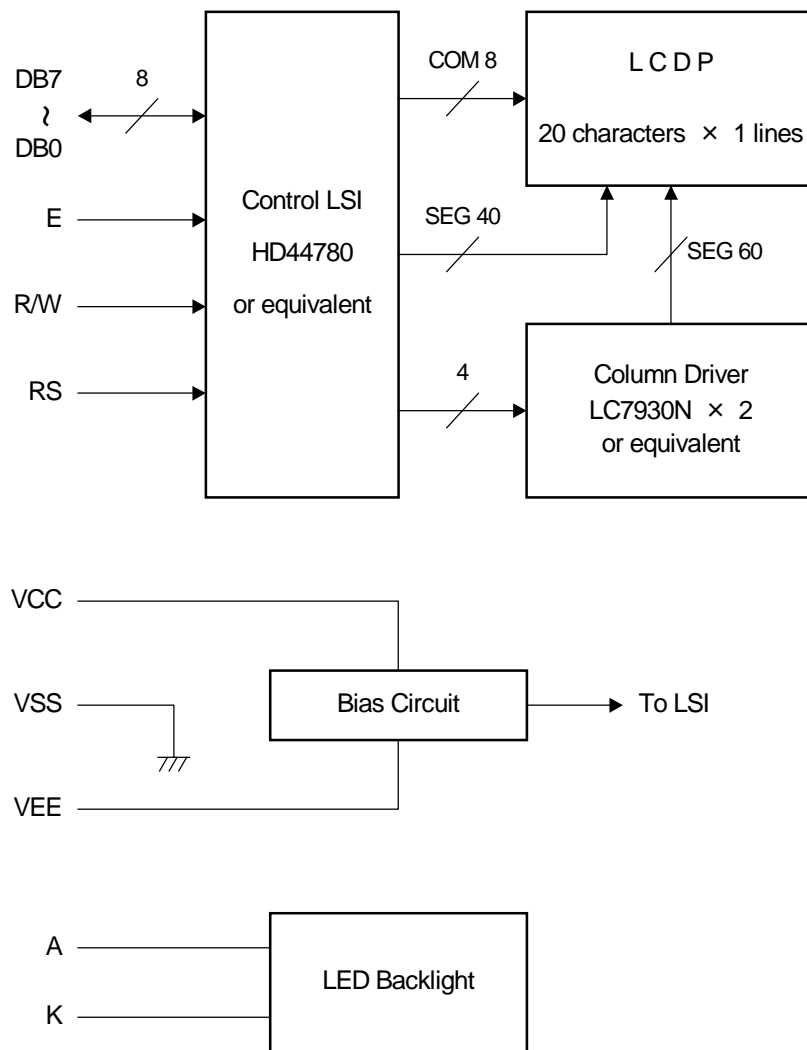 DB7
~
DB0
8
E
R/W
RS
Control LSI
HD44780
or equivalent
COM 8
SEG 40
4
L C D P
20 characters × 1 lines
SEG 60
Column Driver
LC7930N × 2
or equivalent
VCC
VSS
VEE
Bias Circuit
To LSI
A
K
LED Backlight